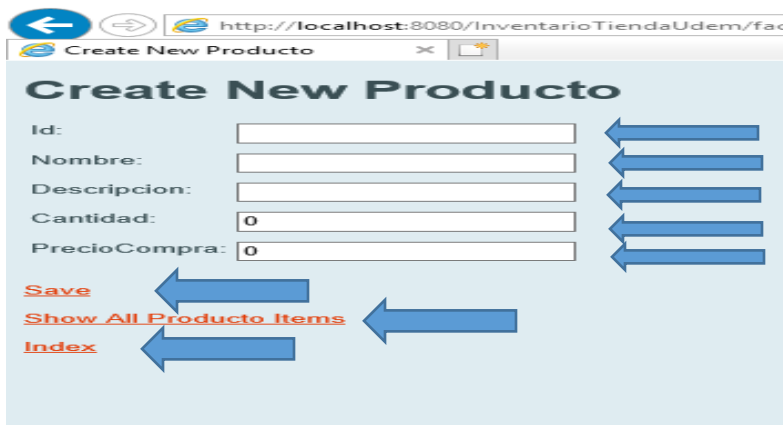 http://localhost:8080/InventarioTiendaUdem/fac
Create New Producto
Create New Producto
Id:
Nombre:
Descripcion:
Cantidad: 0
PrecioCompra: 0
Save
Show All Producto Items
Index